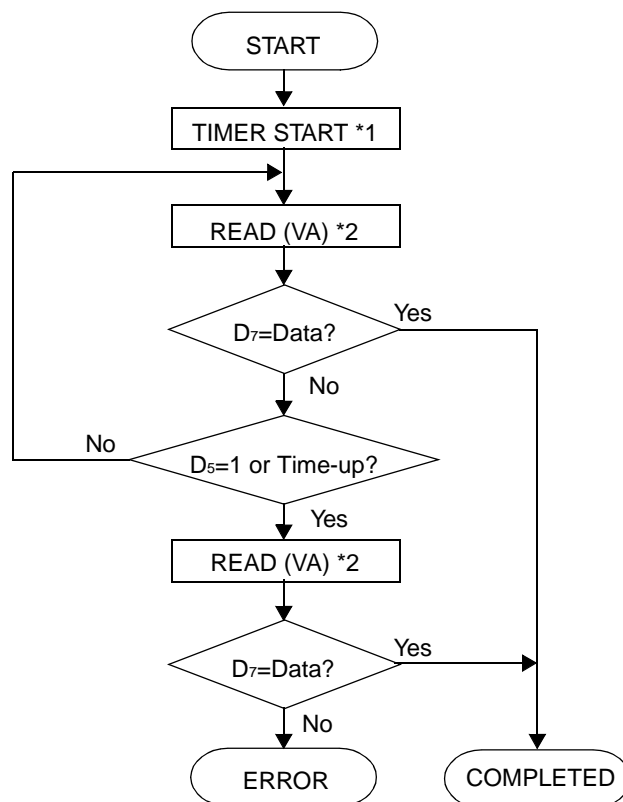 START
TIMER START *1
READ (VA) *2
D₇=Data?
Yes
No
No
D₅=1 or Time-up?
Yes
READ (VA) *2
D₇=Data?
Yes
No
ERROR
COMPLETED